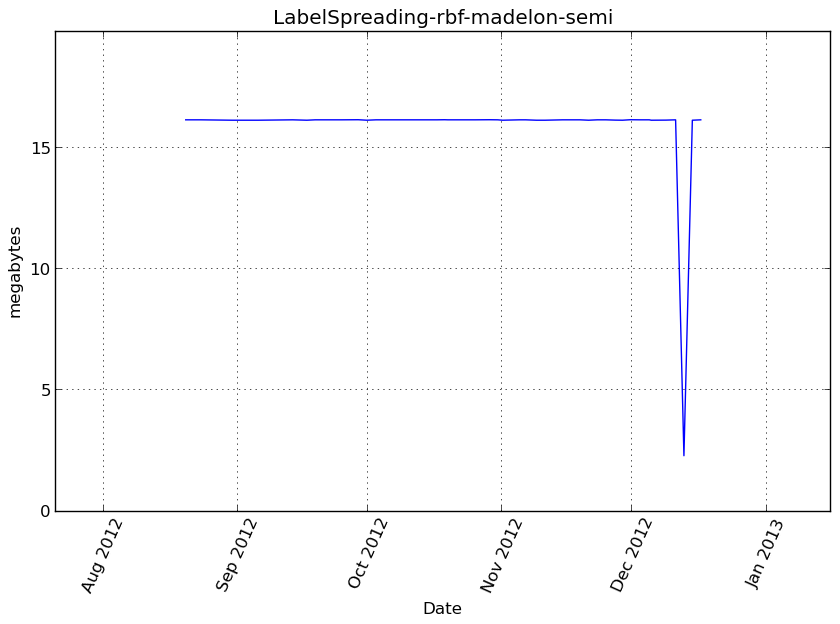 LabelSpreading-rbf-madelon-semi
megabytes
15
10
5
0
Aug 2012
Sep 2012
Oct 2012
Nov 2012
Dec 2012
Jan 2013
Date